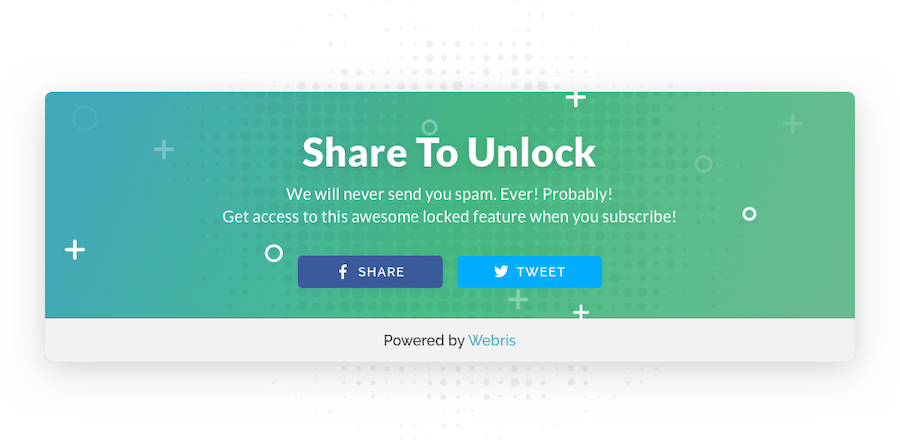 Share To Unlock
We will never send you spam. Ever! Probably!
Get access to this awesome locked feature when you subscribe!
SHARE TWEET
Powered by Webris